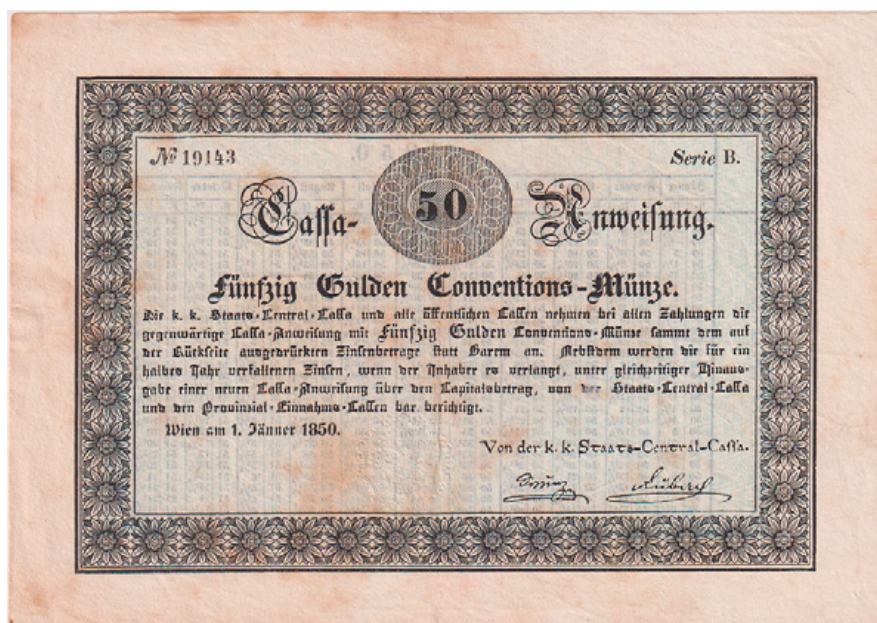 № 19143
Serie B.
50
Cassa-Anweisung.
Fünfzig Gulden Conventions-Münze.
Die k. k. Staats-Central-Cassa und alle öffentlichen Cassen nehmen bei allen Zahlungen die
gegenwärtige Cassa-Anweisung mit Fünfzig Gulden Conventions-Münze sammt dem auf
der Rückseite ausgedrückten Zinsenbetrage statt Barem an. Nebstdem werden die für ein
halbes Jahr verfallenen Zinsen, wenn der Inhaber es verlangt, unter gleichzeitiger Hinaus-
gabe einer neuen Cassa-Anweisung über den Capitalsbetrag, von der Staats-Central-Cassa
und den Provinzial-Einnahms-Cassen bar berichtigt.
Wien am 1. Jänner 1850.
Von der k. k. Staats-Central-Cassa.